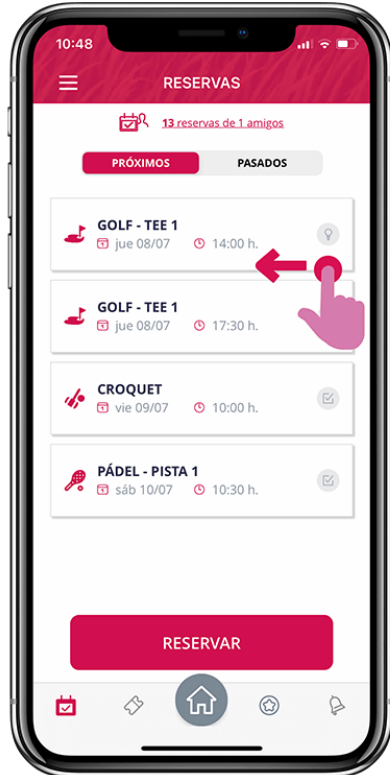 10:48
RESERVAS
13 reservas de 1 amigos
PRÓXIMOS PASADOS
GOLF - TEE 1
jue 08/07 14:00 h.
GOLF - TEE 1
jue 08/07 17:30 h.
CROQUET
vie 09/07 10:00 h.
PÁDEL - PISTA 1
sáb 10/07 10:30 h.
RESERVAR